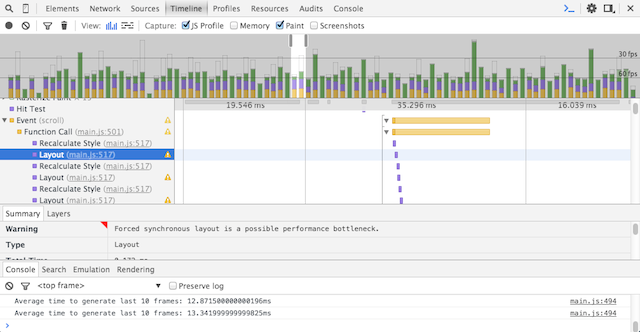 Elements Network Sources Timeline Profiles Resources Audits Console
View: Capture: JS Profile Memory Paint Screenshots
30 fps
60 fps
19.546 ms 35.296 ms 16.039 ms
Hit Test
Event (scroll)
Function Call (main.js:501)
Recalculate Style (main.js:517)
Layout (main.js:517)
Recalculate Style (main.js:517)
Layout (main.js:517)
Recalculate Style (main.js:517)
Layout (main.js:517)
Summary Layers
Warning Forced synchronous layout is a possible performance bottleneck.
Type Layout
Console Search Emulation Rendering
<top frame> Preserve log
Average time to generate last 10 frames: 12.871500000000196ms main.js:494
Average time to generate last 10 frames: 13.341999999999825ms main.js:494